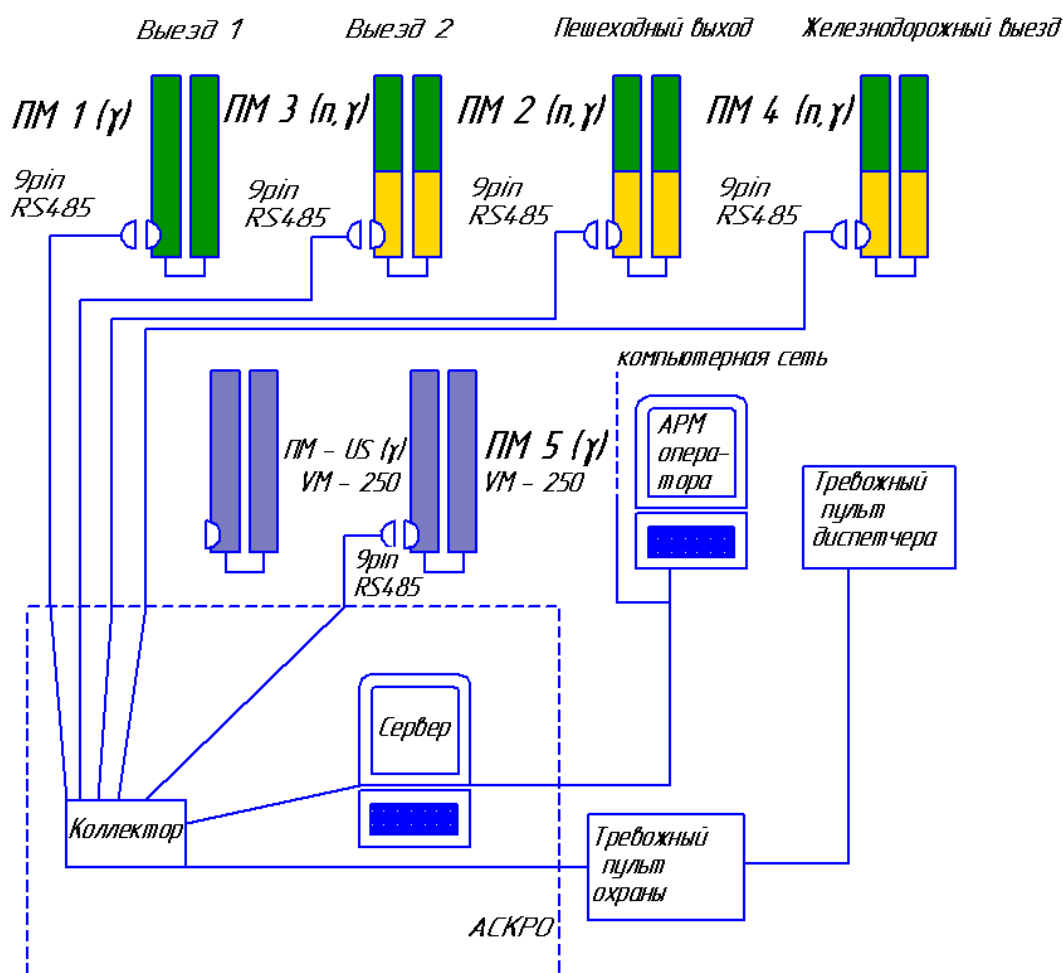 Выезд 1
Выезд 2
Пешеходный выход
Железнодорожный выезд
ПМ 1 (γ)
ПМ 3 (n,γ)
ПМ 2 (n,γ)
ПМ 4 (n,γ)
9pin
RS485
9pin
RS485
9pin
RS485
9pin
RS485
компьютерная сеть
ПМ – US (γ)
VM – 250
ПМ 5 (γ)
VM – 250
9pin
RS485
АРМ
опера-
тора
Тревожный
пульт
диспетчера
Сервер
Коллектор
Тревожный
пульт
охраны
АСКРО